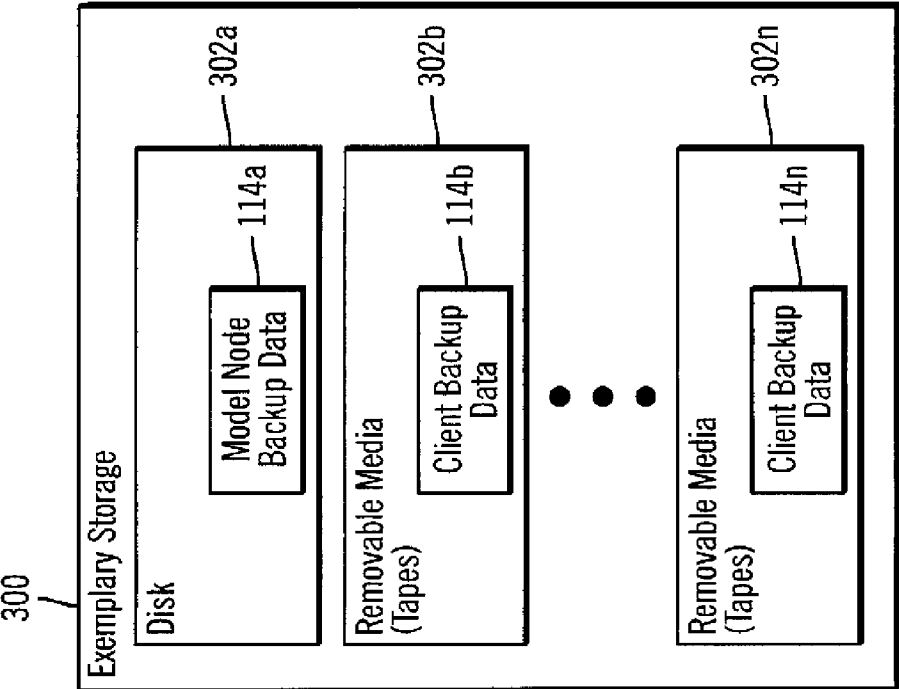 300
Exemplary Storage
Disk
302a
Model Node
Backup Data
114a
Removable Media
(Tapes)
302b
Client Backup
Data
114b
Removable Media
(Tapes)
302n
Client Backup
Data
114n